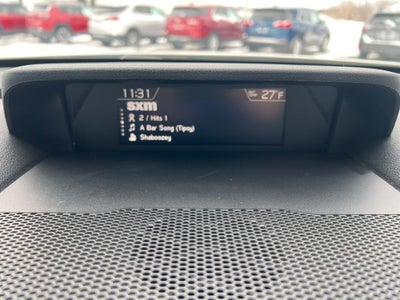 11:31
27°F
sxm
2 / Hits 1
A Bar Song (Tipsy)
Shaboozey